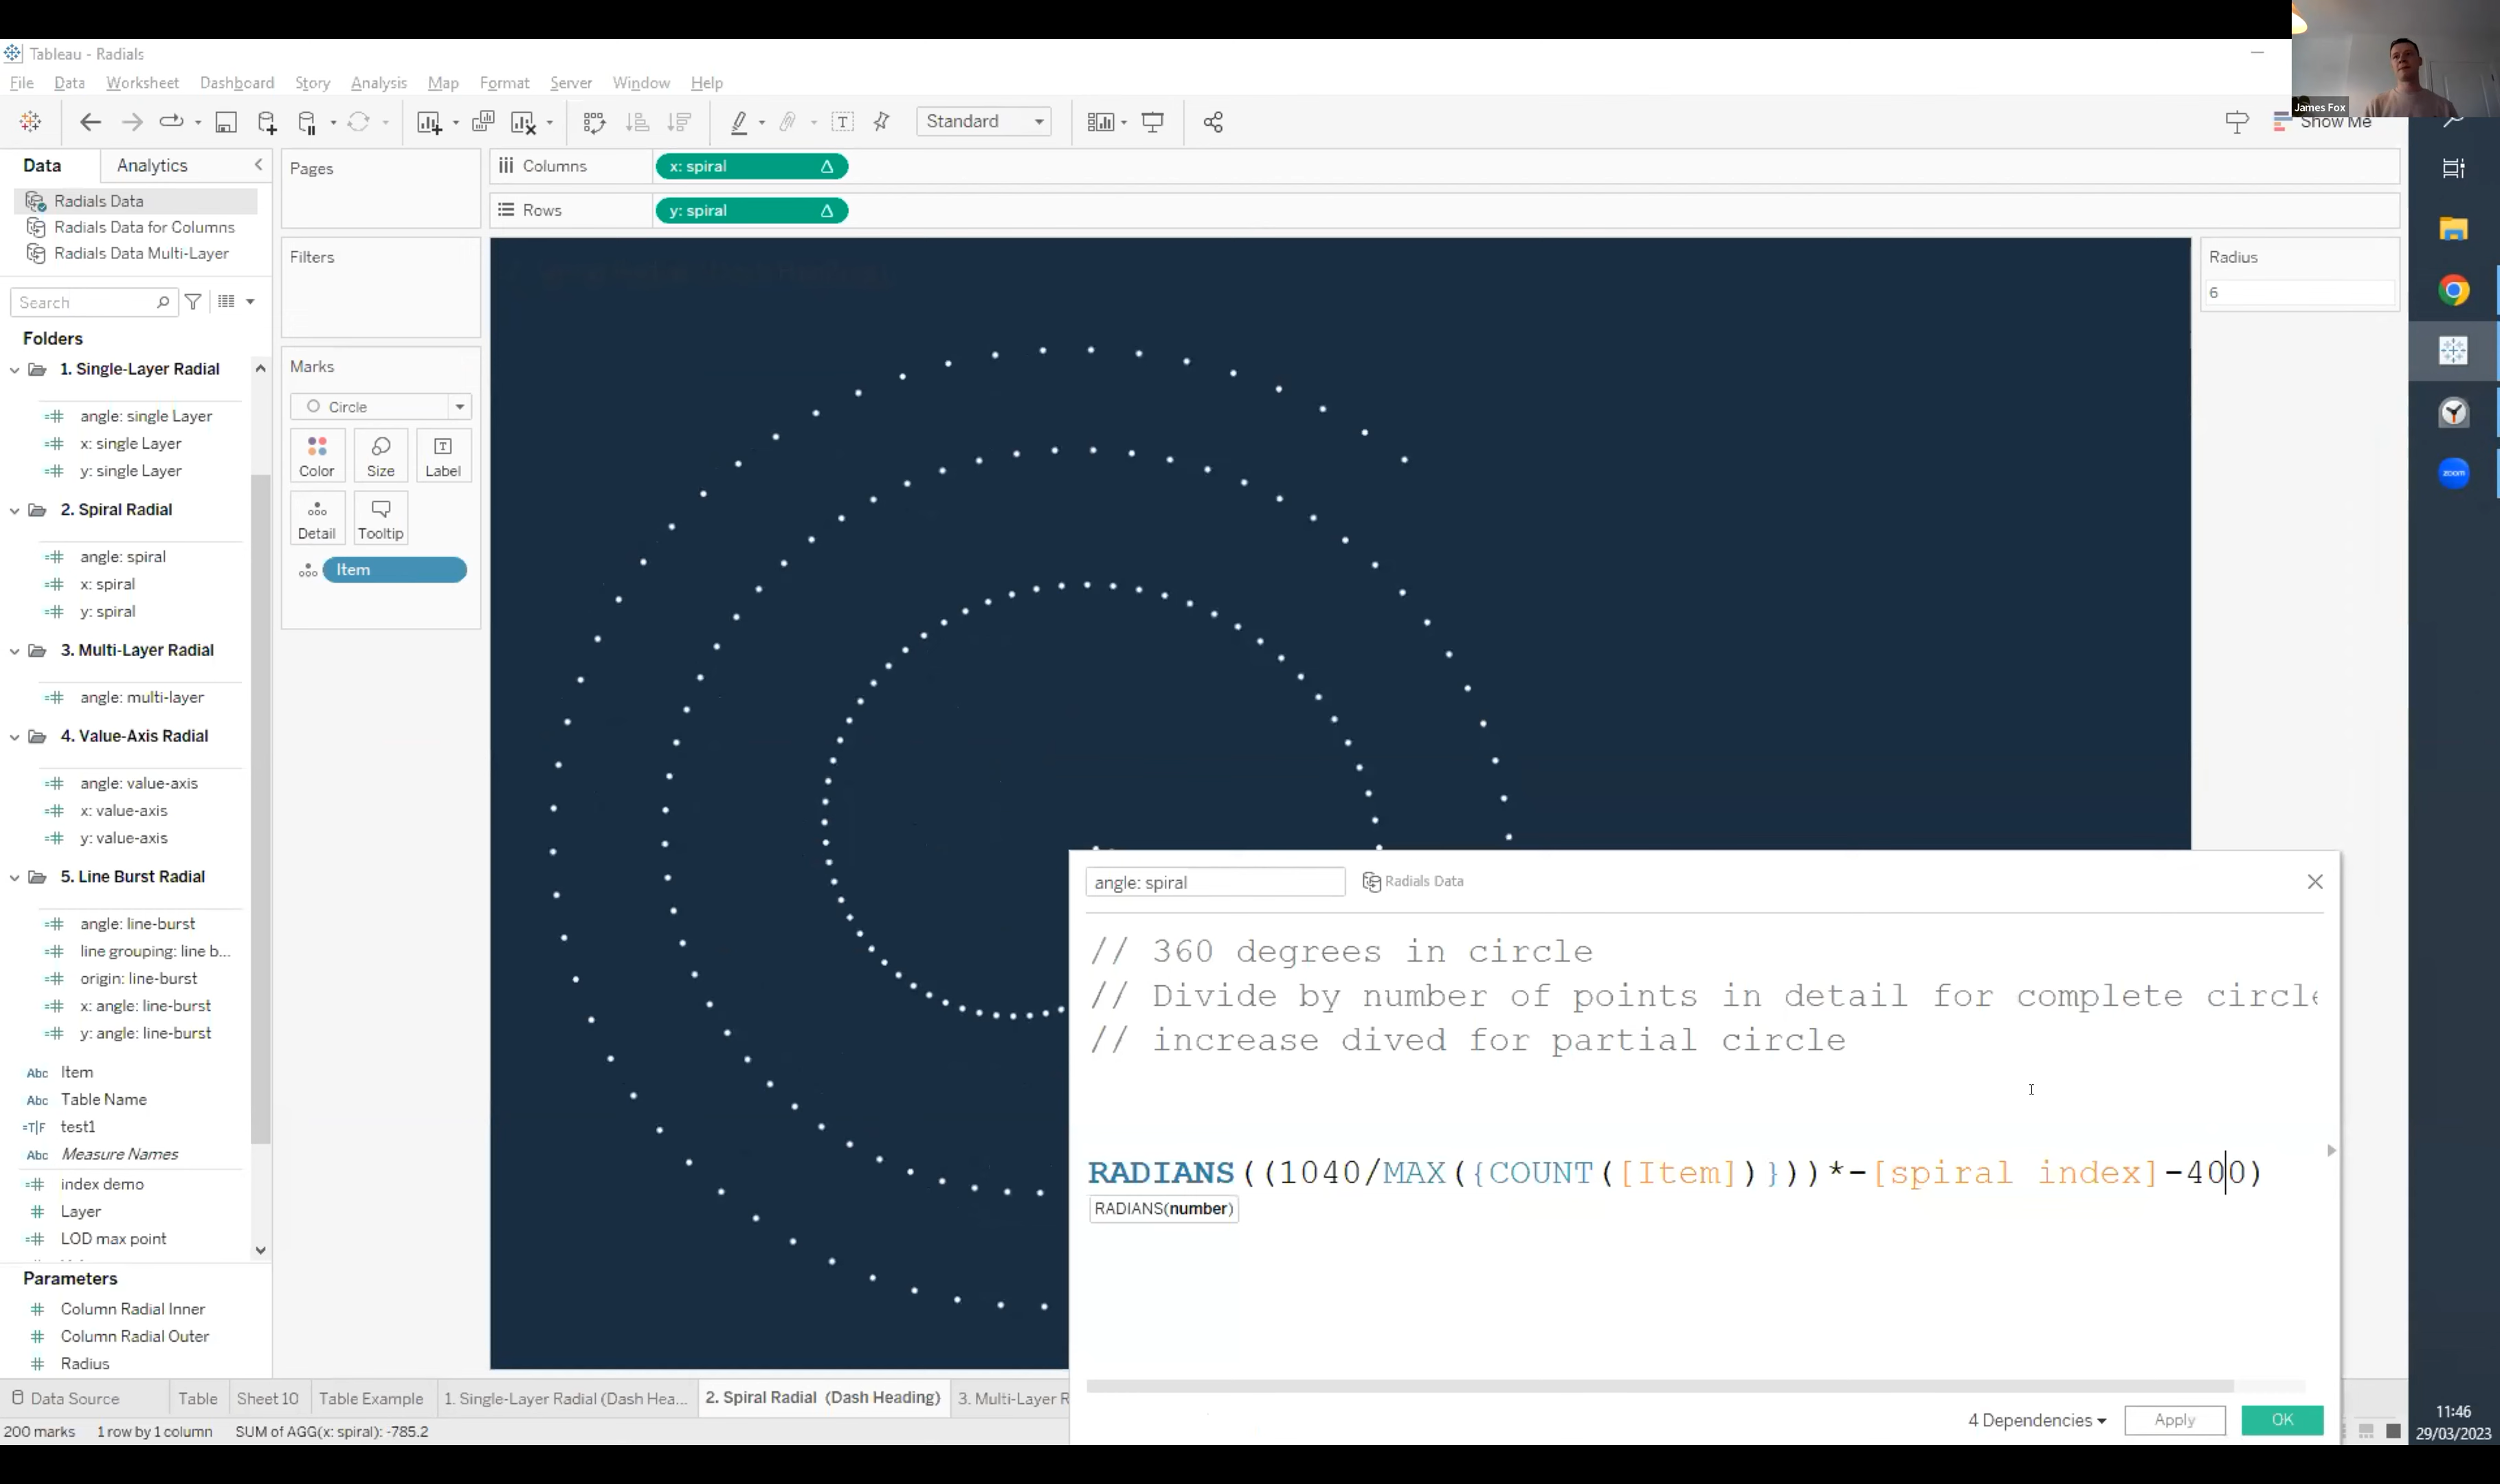 Tableau - Radials
File Data Worksheet Dashboard Story Analysis Map Format Server Window Help
James Fox
Standard
Show Me
Data Analytics
Radials Data
Radials Data for Columns
Radials Data Multi-Layer
Search
Folders
1. Single-Layer Radial
angle: single Layer
x: single Layer
y: single Layer
2. Spiral Radial
angle: spiral
x: spiral
y: spiral
3. Multi-Layer Radial
angle: multi-layer
4. Value-Axis Radial
angle: value-axis
x: value-axis
y: value-axis
5. Line Burst Radial
angle: line-burst
line grouping: line b...
origin: line-burst
x: angle: line-burst
y: angle: line-burst
Abc Item
Abc Table Name
=T|F test1
Abc Measure Names
index demo
Layer
LOD max point
Parameters
Column Radial Inner
Column Radial Outer
Radius
Pages
Filters
Marks
Circle
Color Size Label
Detail Tooltip
Item
Columns x: spiral
Rows y: spiral
Radius
6
angle: spiral Radials Data
// 360 degrees in circle
// Divide by number of points in detail for complete circle
// increase dived for partial circle
RADIANS((1040/MAX({COUNT([Item])}))*-[spiral index]-400)
RADIANS(number)
4 Dependencies Apply OK
Data Source Table Sheet 10 Table Example 1. Single-Layer Radial (Dash Hea... 2. Spiral Radial (Dash Heading) 3. Multi-Layer R
200 marks 1 row by 1 column SUM of AGG(x: spiral): -785.2
zoom
11:46
29/03/2023